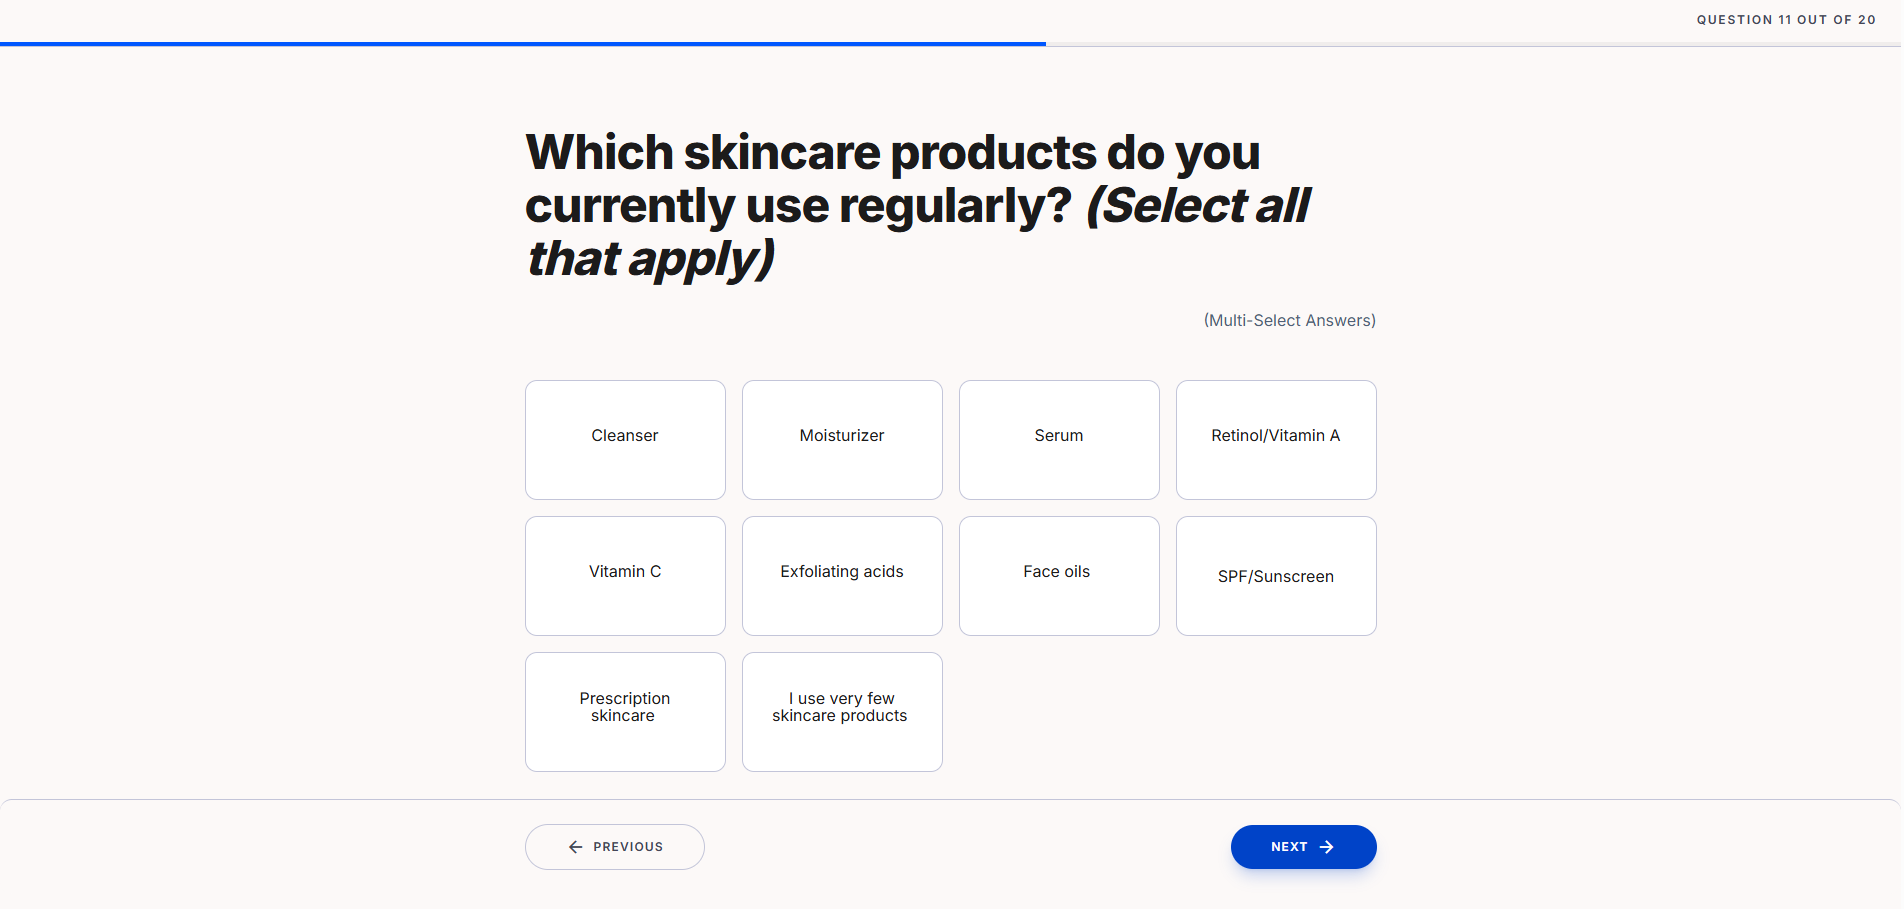 QUESTION 11 OUT OF 20
Which skincare products do you
currently use regularly? (Select all
that apply)
(Multi-Select Answers)
Cleanser
Moisturizer
Serum
Retinol/Vitamin A
Vitamin C
Exfoliating acids
Face oils
SPF/Sunscreen
Prescription
skincare
I use very few
skincare products
PREVIOUS
NEXT